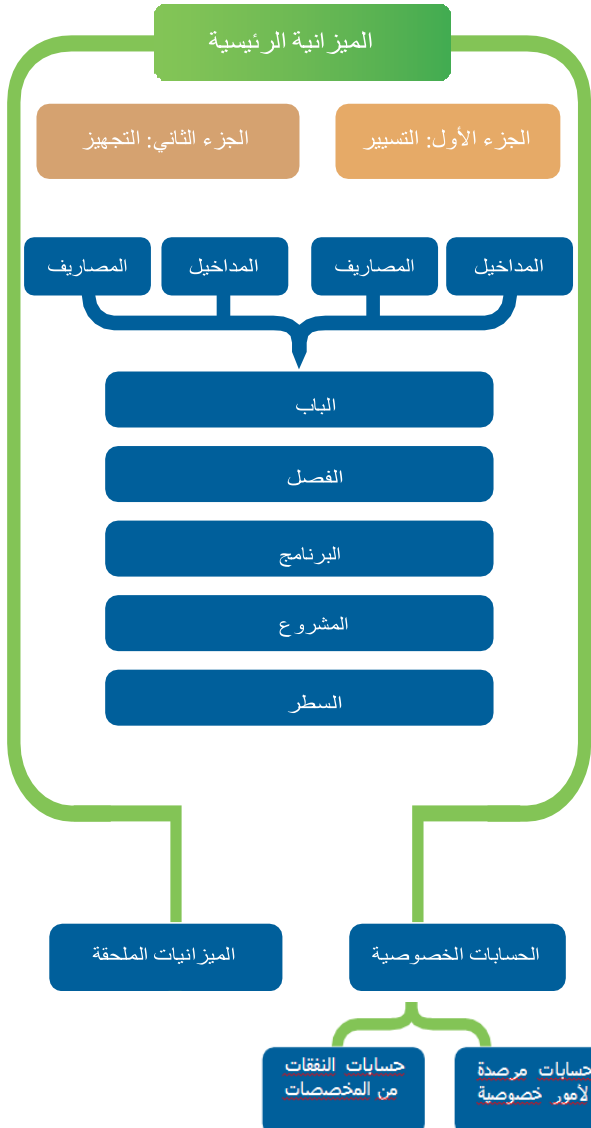 الميزانية الرئيسية
الجزء الأول: التسيير
الجزء الثاني: التجهيز
المداخيل
المصاريف
المداخيل
المصاريف
الباب
الفصل
البرنامج
المشروع
السطر
الحسابات الخصوصية
الميزانيات الملحقة
حسابات مرصدة
لأمور خصوصية
حسابات النفقات
من المخصصات